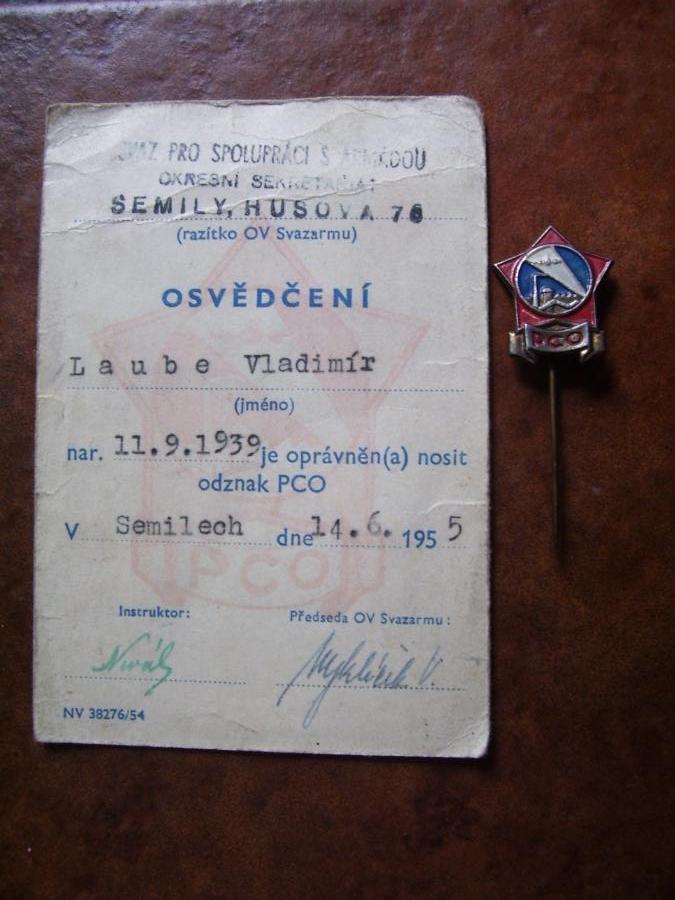 SVAZ PRO SPOLUPRÁCI S ARMÁDOU
OKRESNÍ SEKRETARIÁT
SEMILY, HUSOVA 76
(razítko OV Svazarmu)
OSVĚDČENÍ
Laube Vladimír
(jméno)
nar. 11.9.1939 je oprávněn(a) nosit
odznak PCO
V Semilech dne 14.6. 1955
PCO
Instruktor: Předseda OV Svazarmu:
NV 38276/54
PCO